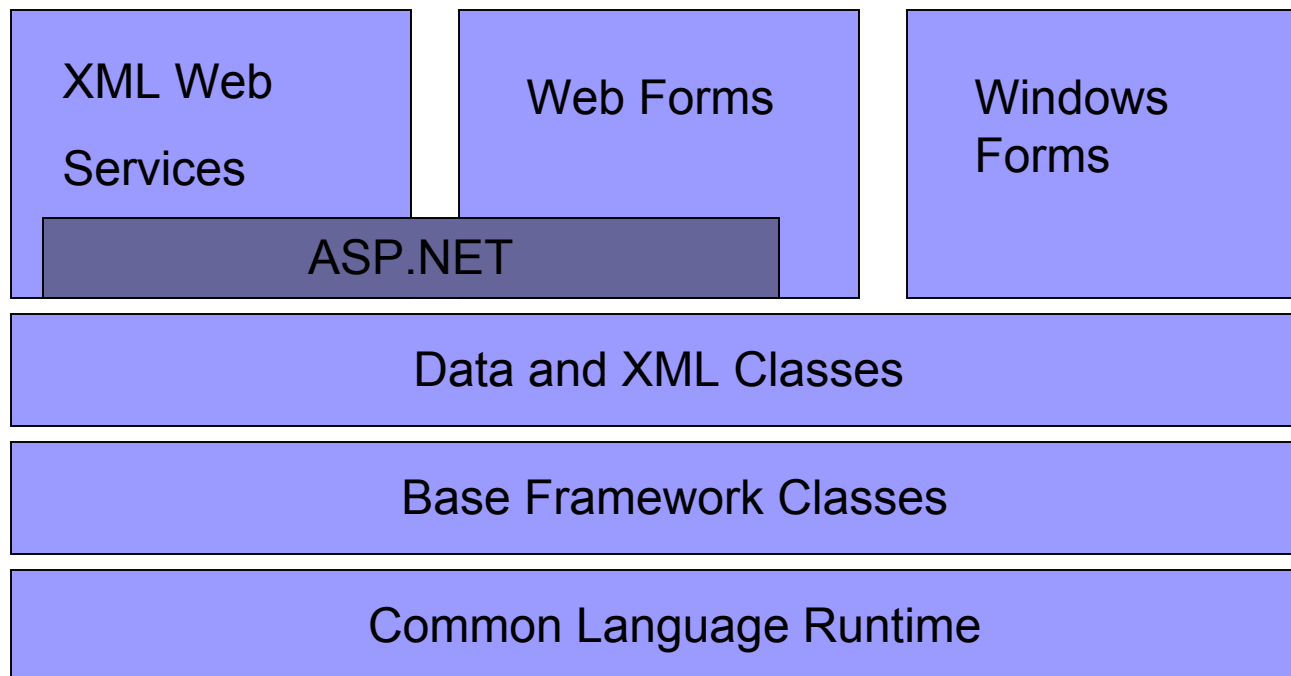 XML Web
Services
Web Forms
Windows
Forms
ASP.NET
Data and XML Classes
Base Framework Classes
Common Language Runtime